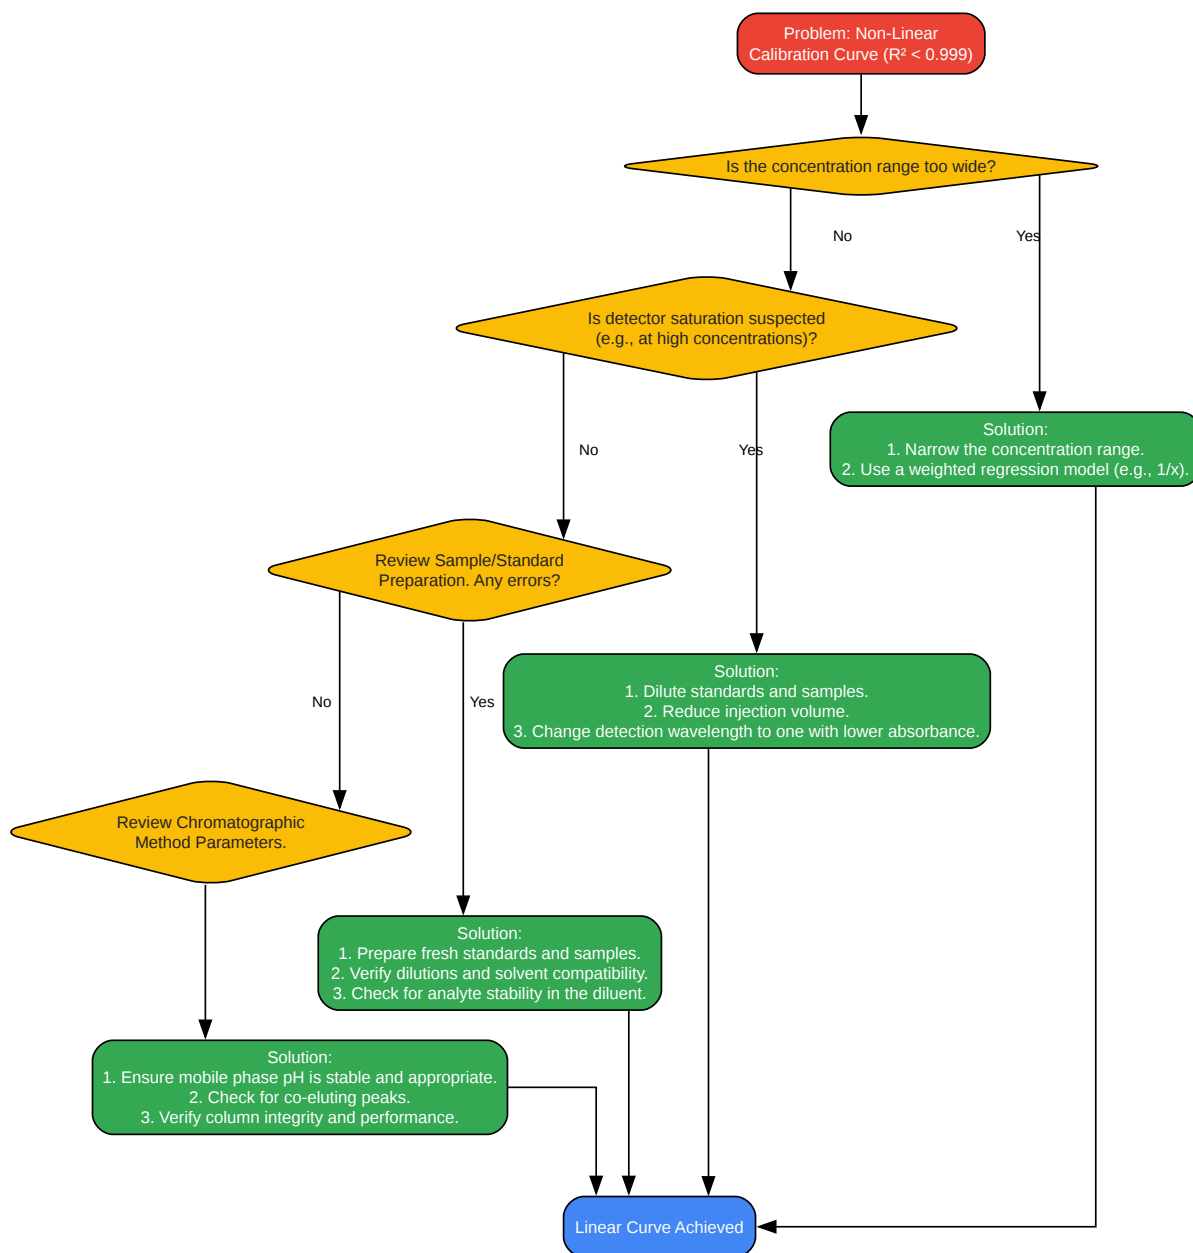 Problem: Non-Linear
Calibration Curve (R² < 0.999)
Is the concentration range too wide?
No
Yes
Is detector saturation suspected
(e.g., at high concentrations)?
Solution:
1. Narrow the concentration range.
2. Use a weighted regression model (e.g., 1/x).
No
Yes
Review Sample/Standard
Preparation. Any errors?
Solution:
1. Dilute standards and samples.
2. Reduce injection volume.
3. Change detection wavelength to one with lower absorbance.
No
Yes
Review Chromatographic
Method Parameters.
Solution:
1. Prepare fresh standards and samples.
2. Verify dilutions and solvent compatibility.
3. Check for analyte stability in the diluent.
Solution:
1. Ensure mobile phase pH is stable and appropriate.
2. Check for co-eluting peaks.
3. Verify column integrity and performance.
Linear Curve Achieved